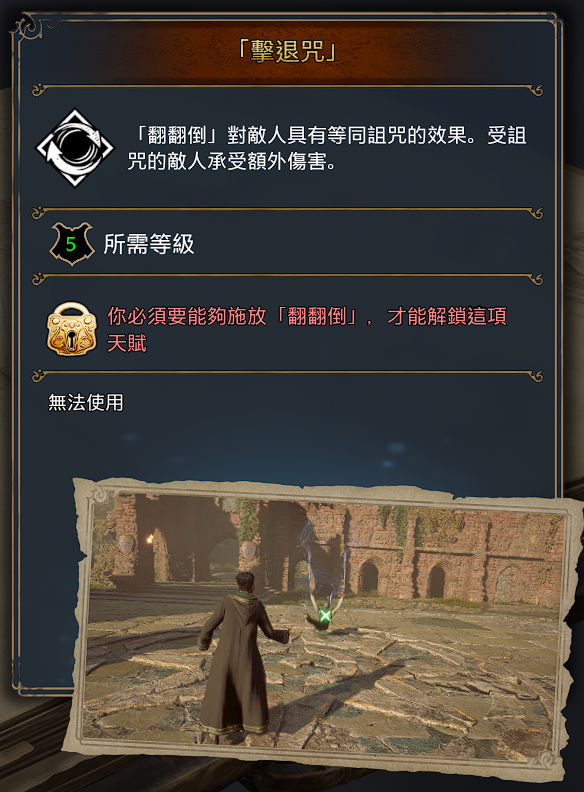 「擊退咒」
「翻翻倒」對敵人具有等同詛咒的效果。受詛
咒的敵人承受額外傷害。
5 所需等級
你必須要能夠施放「翻翻倒」，才能解鎖這項
天賦
無法使用